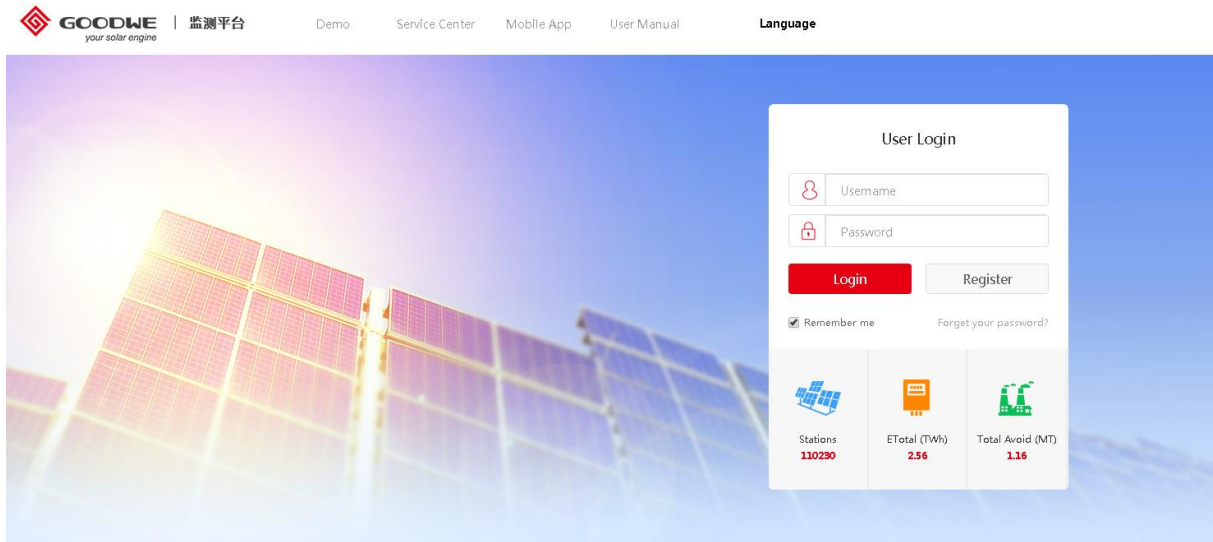 GOODWE 监测平台 Demo Service Center Mobile App User Manual Language
your solar engine
User Login
Username
Password
Login Register
Remember me Forget your password?
Stations ETotal (TWh) Total Avoid (MT)
110230 2.56 1.16